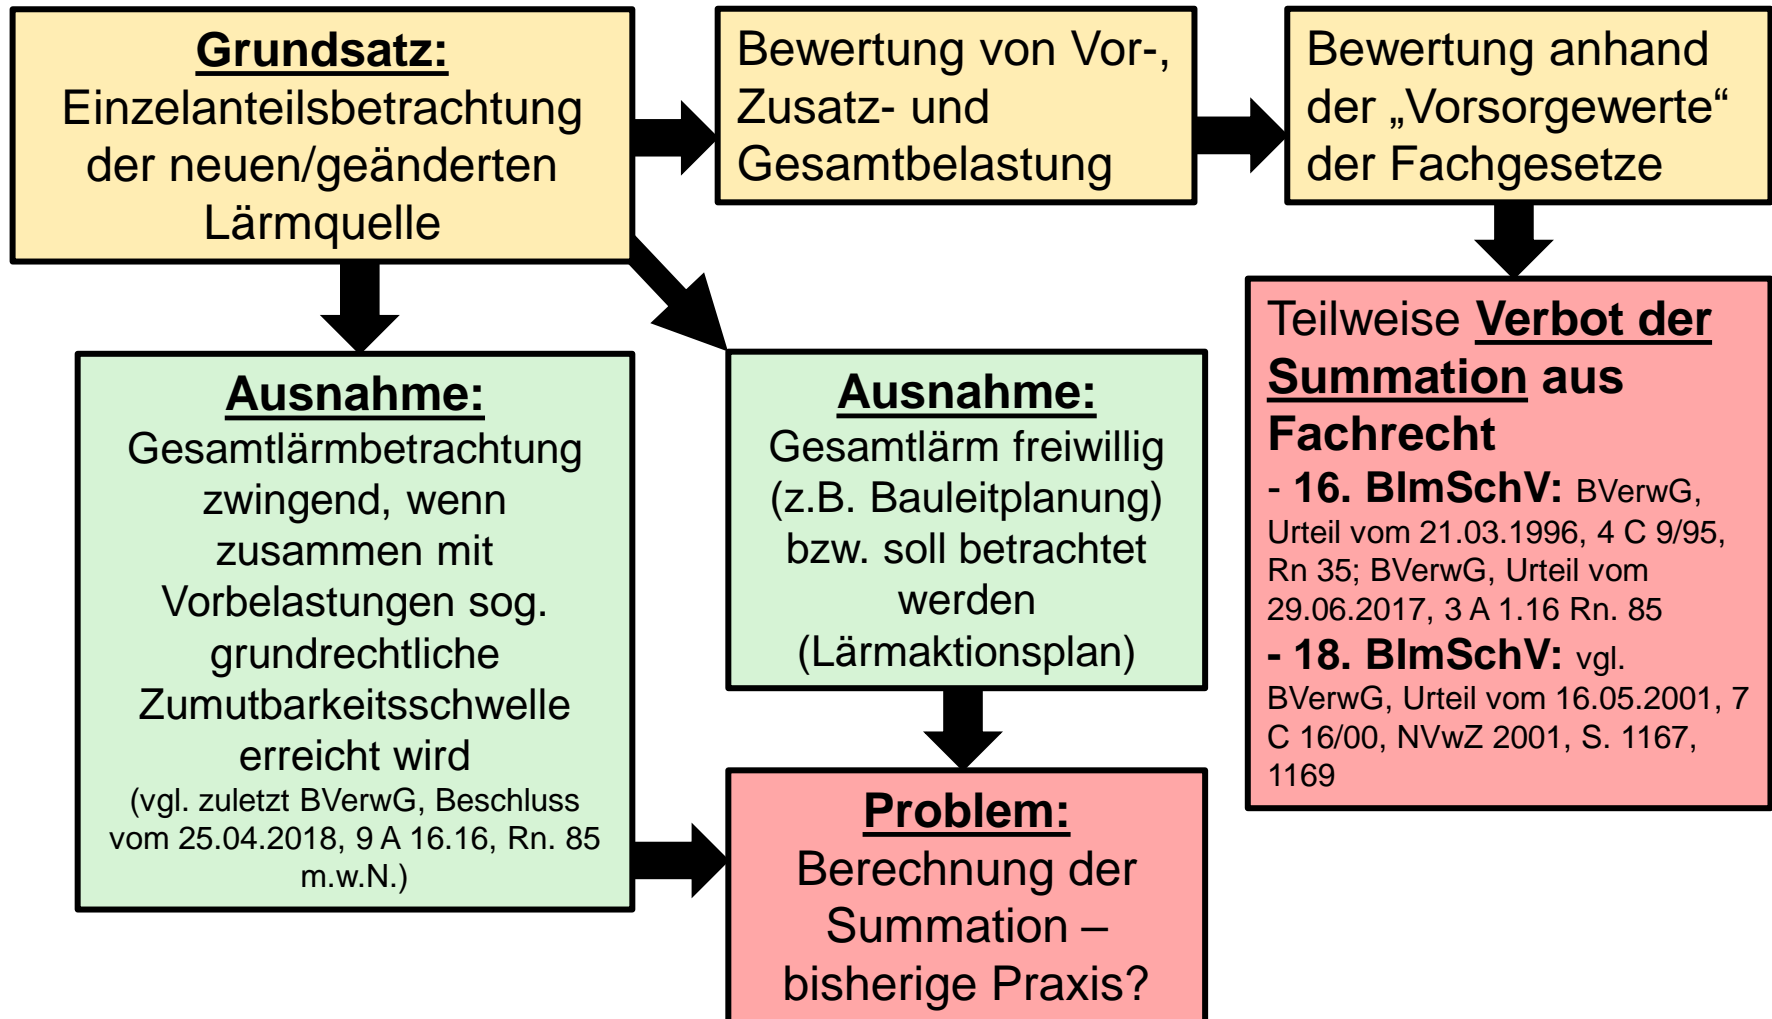 Grundsatz:
Einzelanteilsbetrachtung
der neuen/geänderten
Lärmquelle
Bewertung von Vor-,
Zusatz- und
Gesamtbelastung
Bewertung anhand
der „Vorsorgewerte“
der Fachgesetze
Ausnahme:
Gesamtlärmbetrachtung
zwingend, wenn
zusammen mit
Vorbelastungen sog.
grundrechtliche
Zumutbarkeitsschwelle
erreicht wird
(vgl. zuletzt BVerwG, Beschluss
vom 25.04.2018, 9 A 16.16, Rn. 85
m.w.N.)
Ausnahme:
Gesamtlärm freiwillig
(z.B. Bauleitplanung)
bzw. soll betrachtet
werden
(Lärmaktionsplan)
Teilweise Verbot der
Summation aus
Fachrecht
- 16. BImSchV: BVerwG,
Urteil vom 21.03.1996, 4 C 9/95,
Rn 35; BVerwG, Urteil vom
29.06.2017, 3 A 1.16 Rn. 85
- 18. BImSchV: vgl.
BVerwG, Urteil vom 16.05.2001, 7
C 16/00, NVwZ 2001, S. 1167,
1169
Problem:
Berechnung der
Summation –
bisherige Praxis?